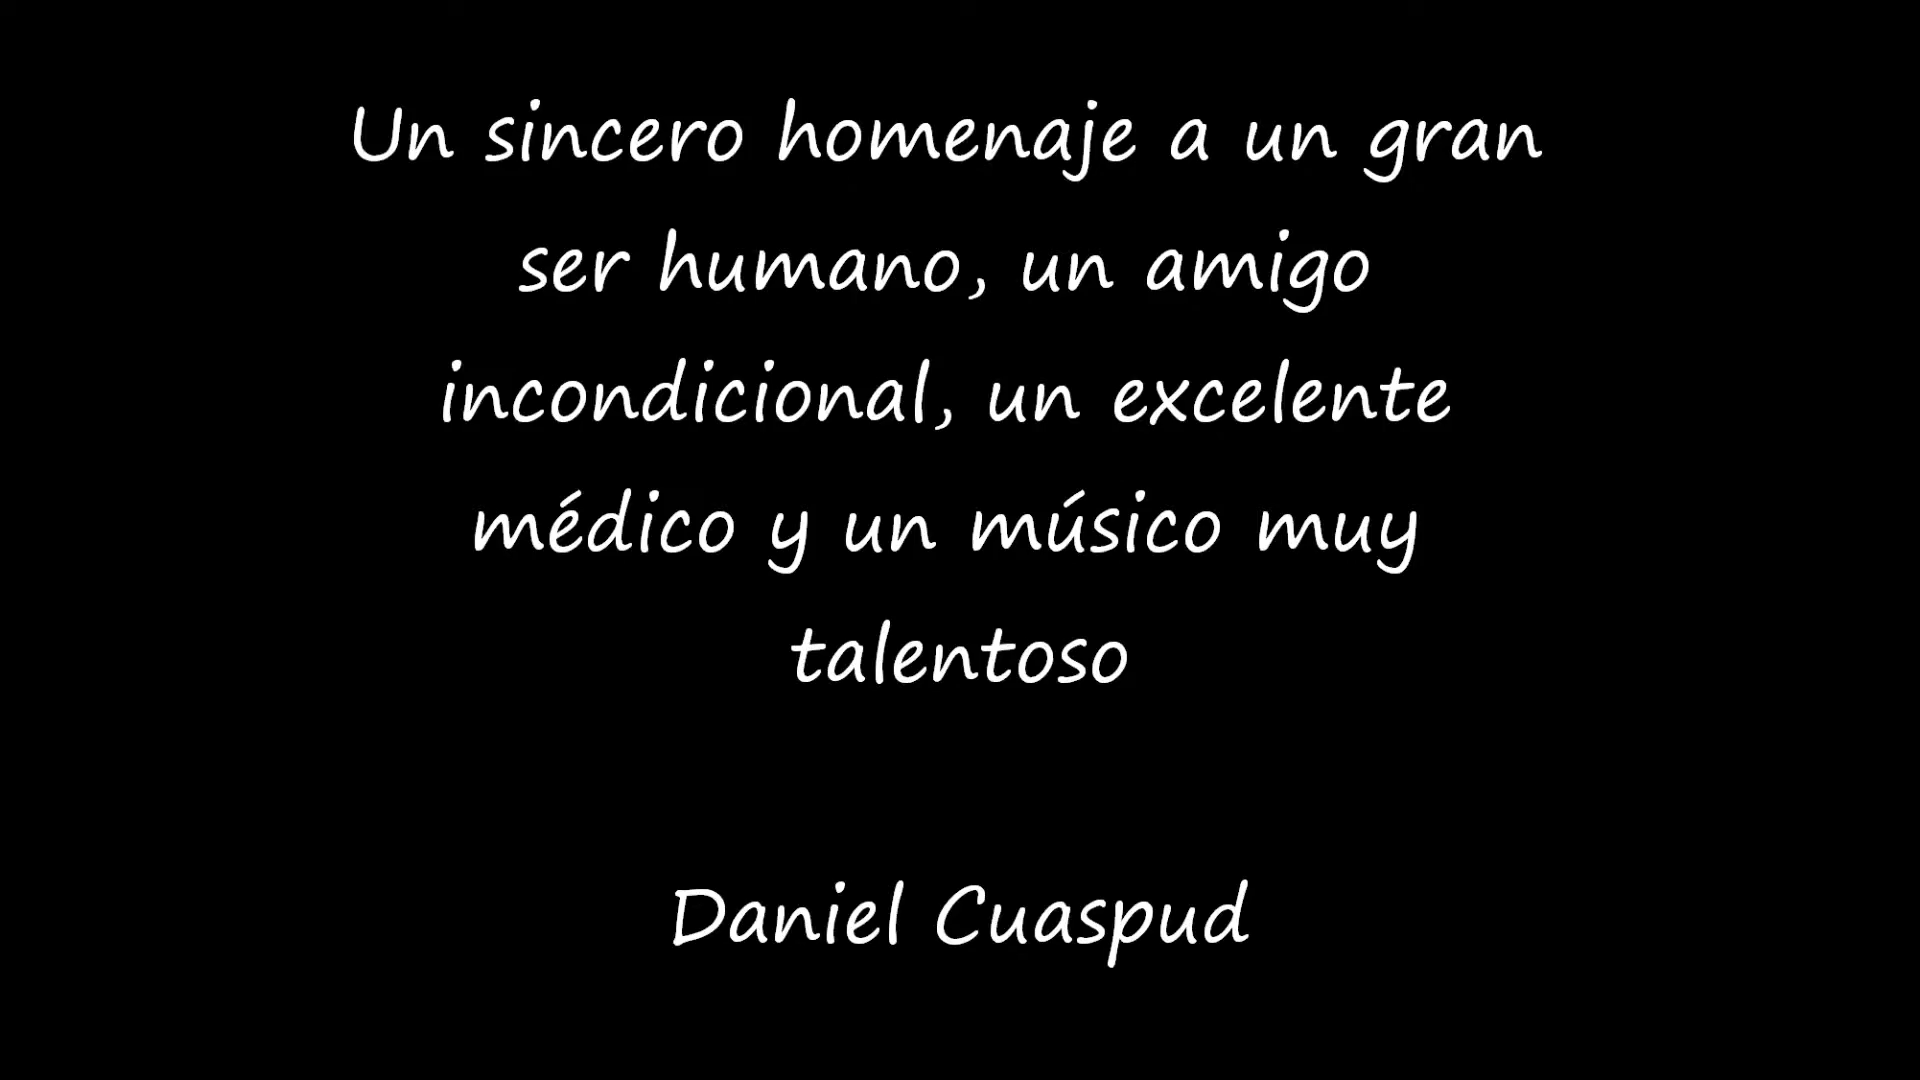 Un sincero homenaje a un gran
ser humano, un amigo
incondicional, un excelente
médico y un músico muy
talentoso
Daniel Cuaspud